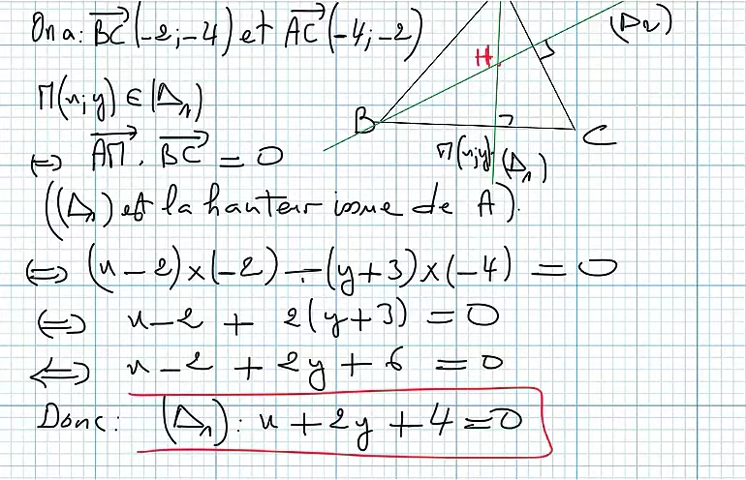 On a : BC(-2;-4) et AC(-4;-2)
(Δ2)
H
M(x;y) ∈ (Δ1)
B
C
M(x;y)
(Δ1)
⇔ AM . BC = 0
((Δ1) est la hauteur issue de A).
⇔ (x-2)×(-2) + (y+3)×(-4) = 0
⇔ x-2 + 2(y+3) = 0
⇔ x-2 + 2y + 6 = 0
Donc : (Δ1) : x + 2y + 4 = 0